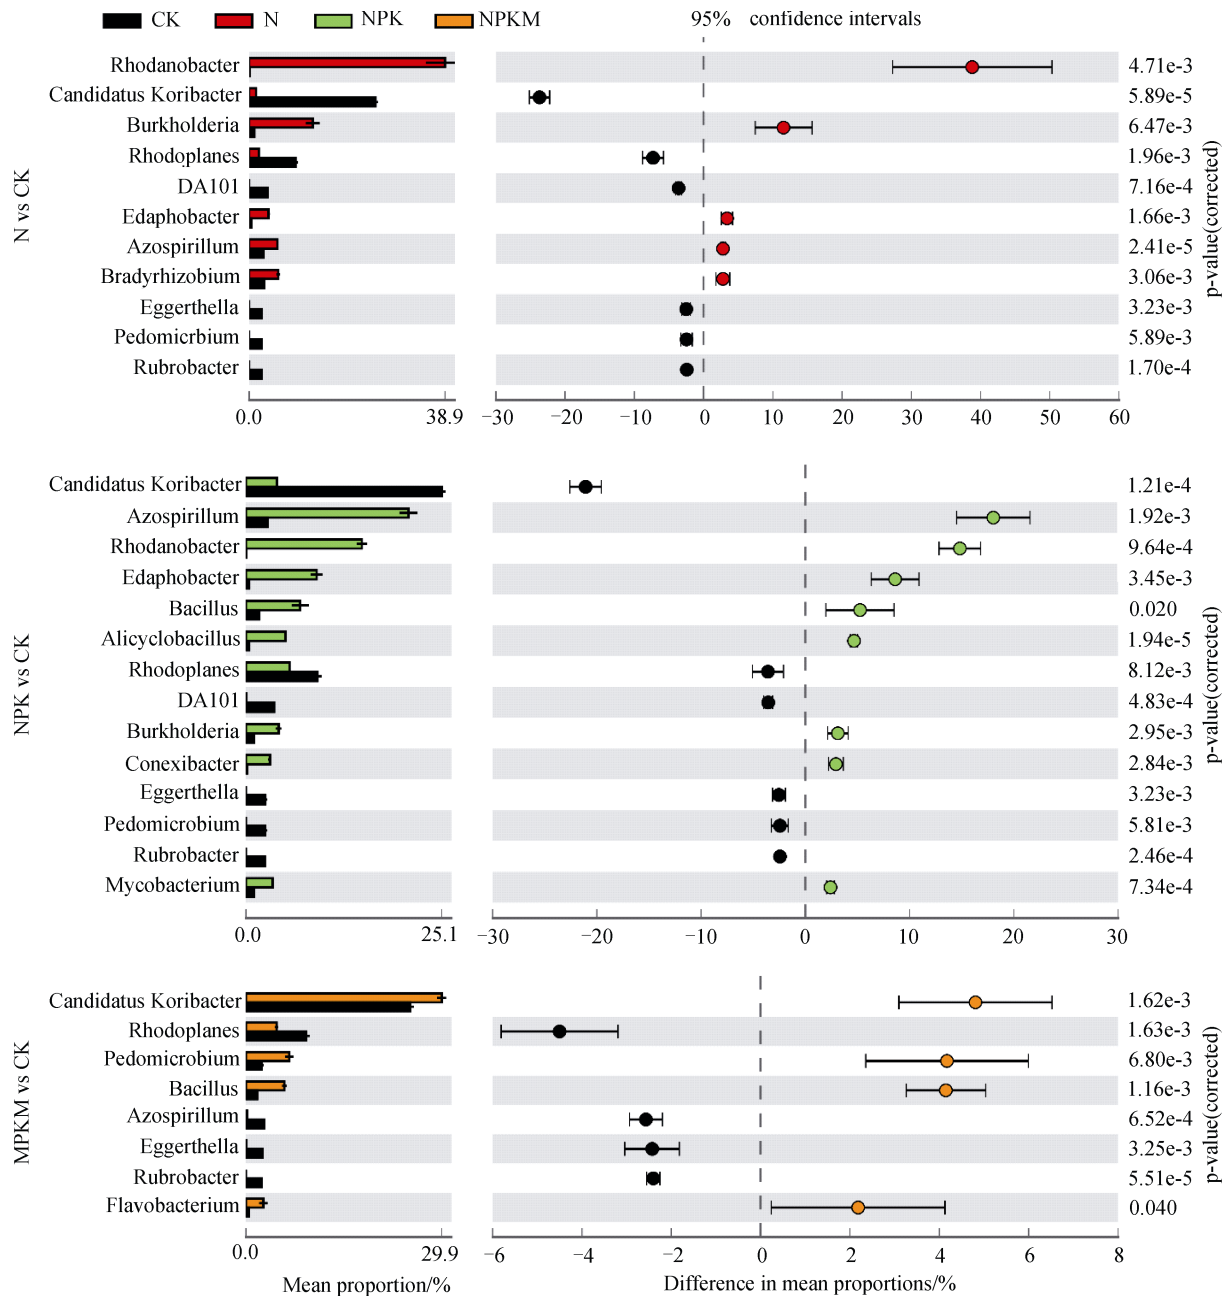 CK N NPK NPKM 95% confidence intervals
N vs CK
Rhodanobacter 4.71e-3
Candidatus Koribacter 5.89e-5
Burkholderia 6.47e-3
Rhodoplanes 1.96e-3
DA101 7.16e-4
Edaphobacter 1.66e-3
Azospirillum 2.41e-5
Bradyrhizobium 3.06e-3
Eggerthella 3.23e-3
Pedomicrbium 5.89e-3
Rubrobacter 1.70e-4
p-value(corrected)
0.0 38.9 −30 −20 −10 0 10 20 30 40 50 60
NPK vs CK
Candidatus Koribacter 1.21e-4
Azospirillum 1.92e-3
Rhodanobacter 9.64e-4
Edaphobacter 3.45e-3
Bacillus 0.020
Alicyclobacillus 1.94e-5
Rhodoplanes 8.12e-3
DA101 4.83e-4
Burkholderia 2.95e-3
Conexibacter 2.84e-3
Eggerthella 3.23e-3
Pedomicrobium 5.81e-3
Rubrobacter 2.46e-4
Mycobacterium 7.34e-4
p-value(corrected)
0.0 25.1 −30 −20 −10 0 10 20 30
MPKM vs CK
Candidatus Koribacter 1.62e-3
Rhodoplanes 1.63e-3
Pedomicrobium 6.80e-3
Bacillus 1.16e-3
Azospirillum 6.52e-4
Eggerthella 3.25e-3
Rubrobacter 5.51e-5
Flavobacterium 0.040
p-value(corrected)
0.0 29.9 −6 −4 −2 0 2 4 6 8
Mean proportion/% Difference in mean proportions/%